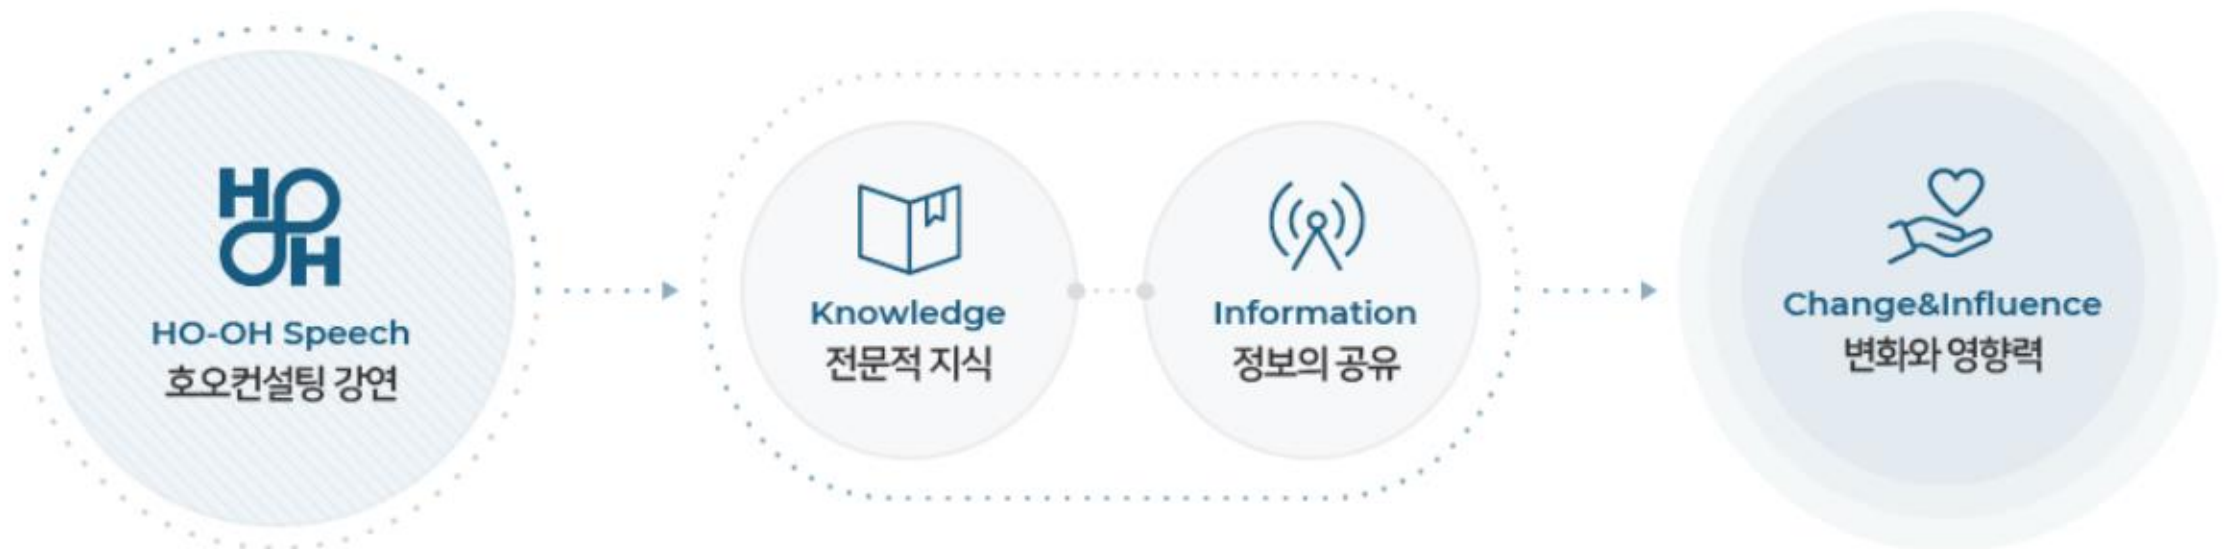 HO
OH
HO-OH Speech
호오컨설팅 강연
Knowledge
전문적 지식
Information
정보의 공유
Change&Influence
변화와 영향력